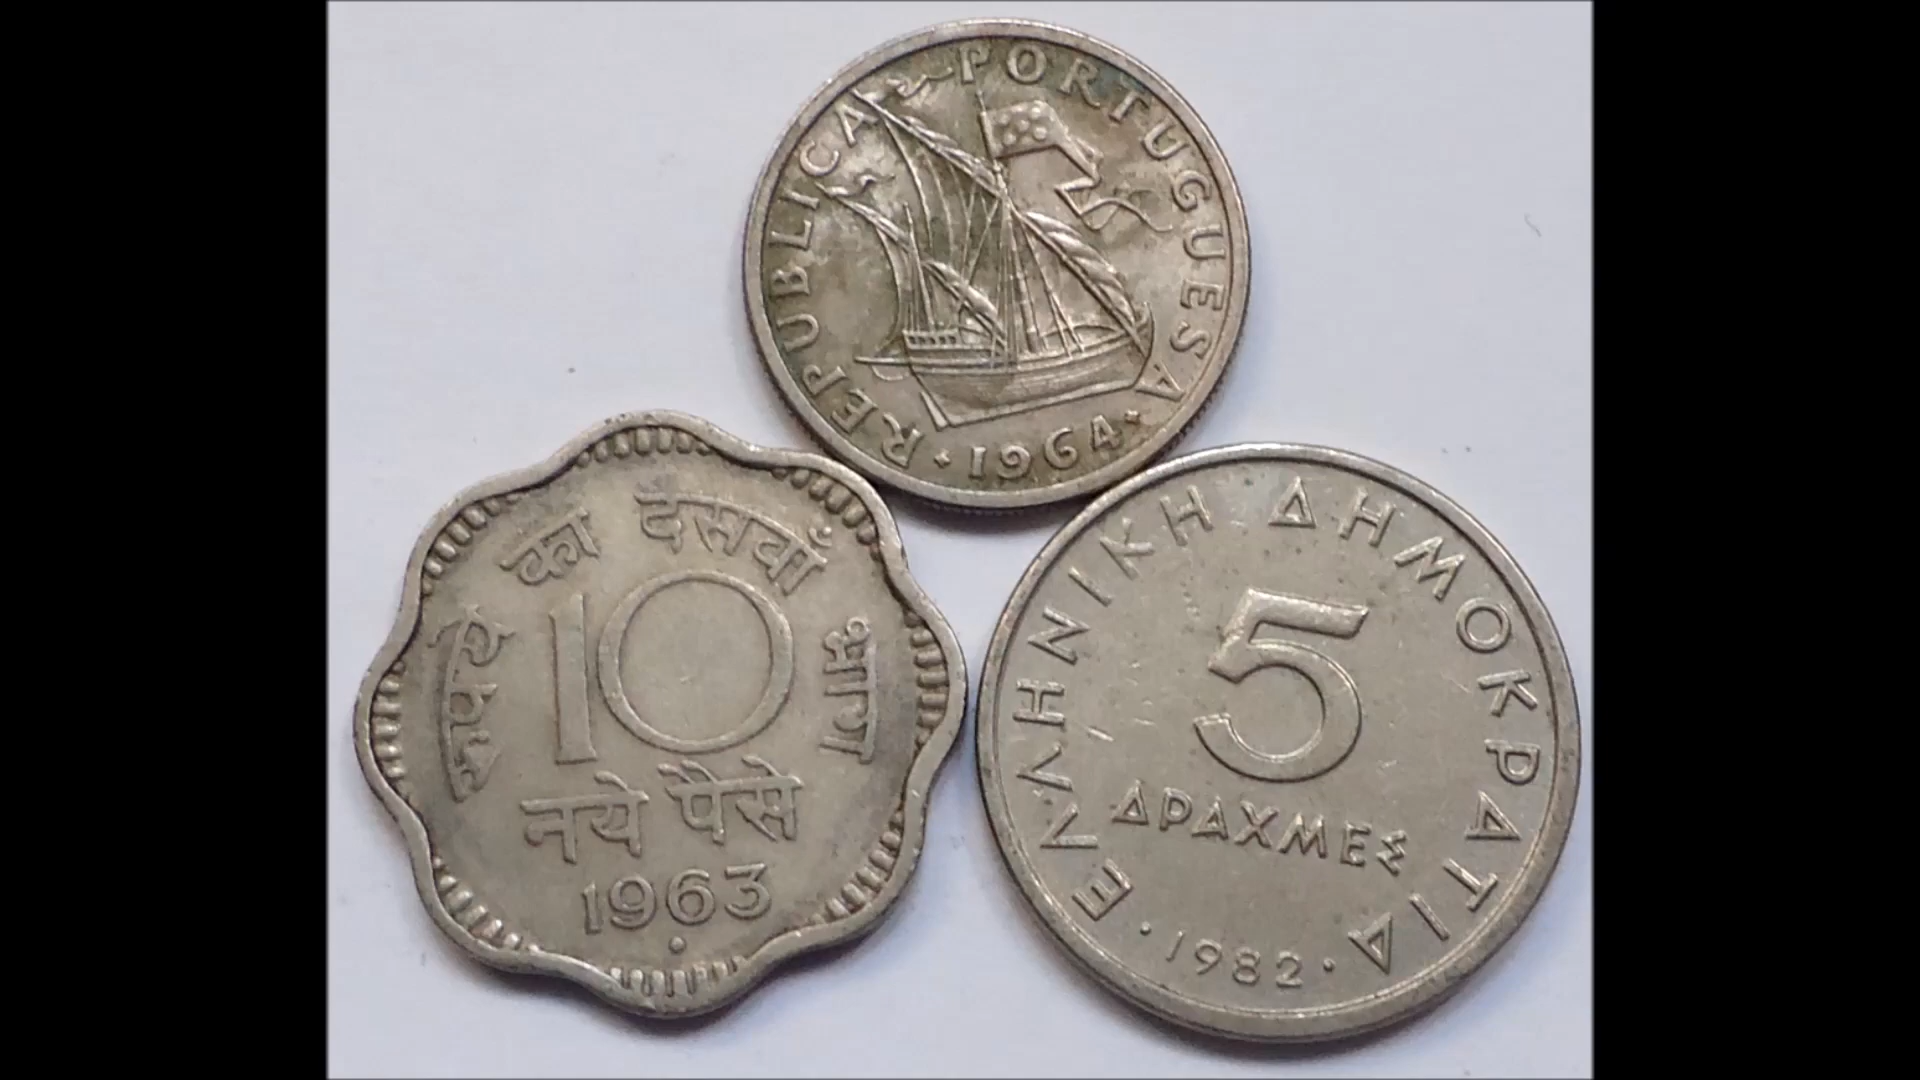 REPUBLICA PORTUGUESA
1964
रुपये का दसवाँ भाग
10
नये पैसे
1963
ΕΛΛΗΝΙΚΗ ΔΗΜΟΚΡΑΤΙΑ
5
ΔΡΑΧΜΕΣ
·1982·